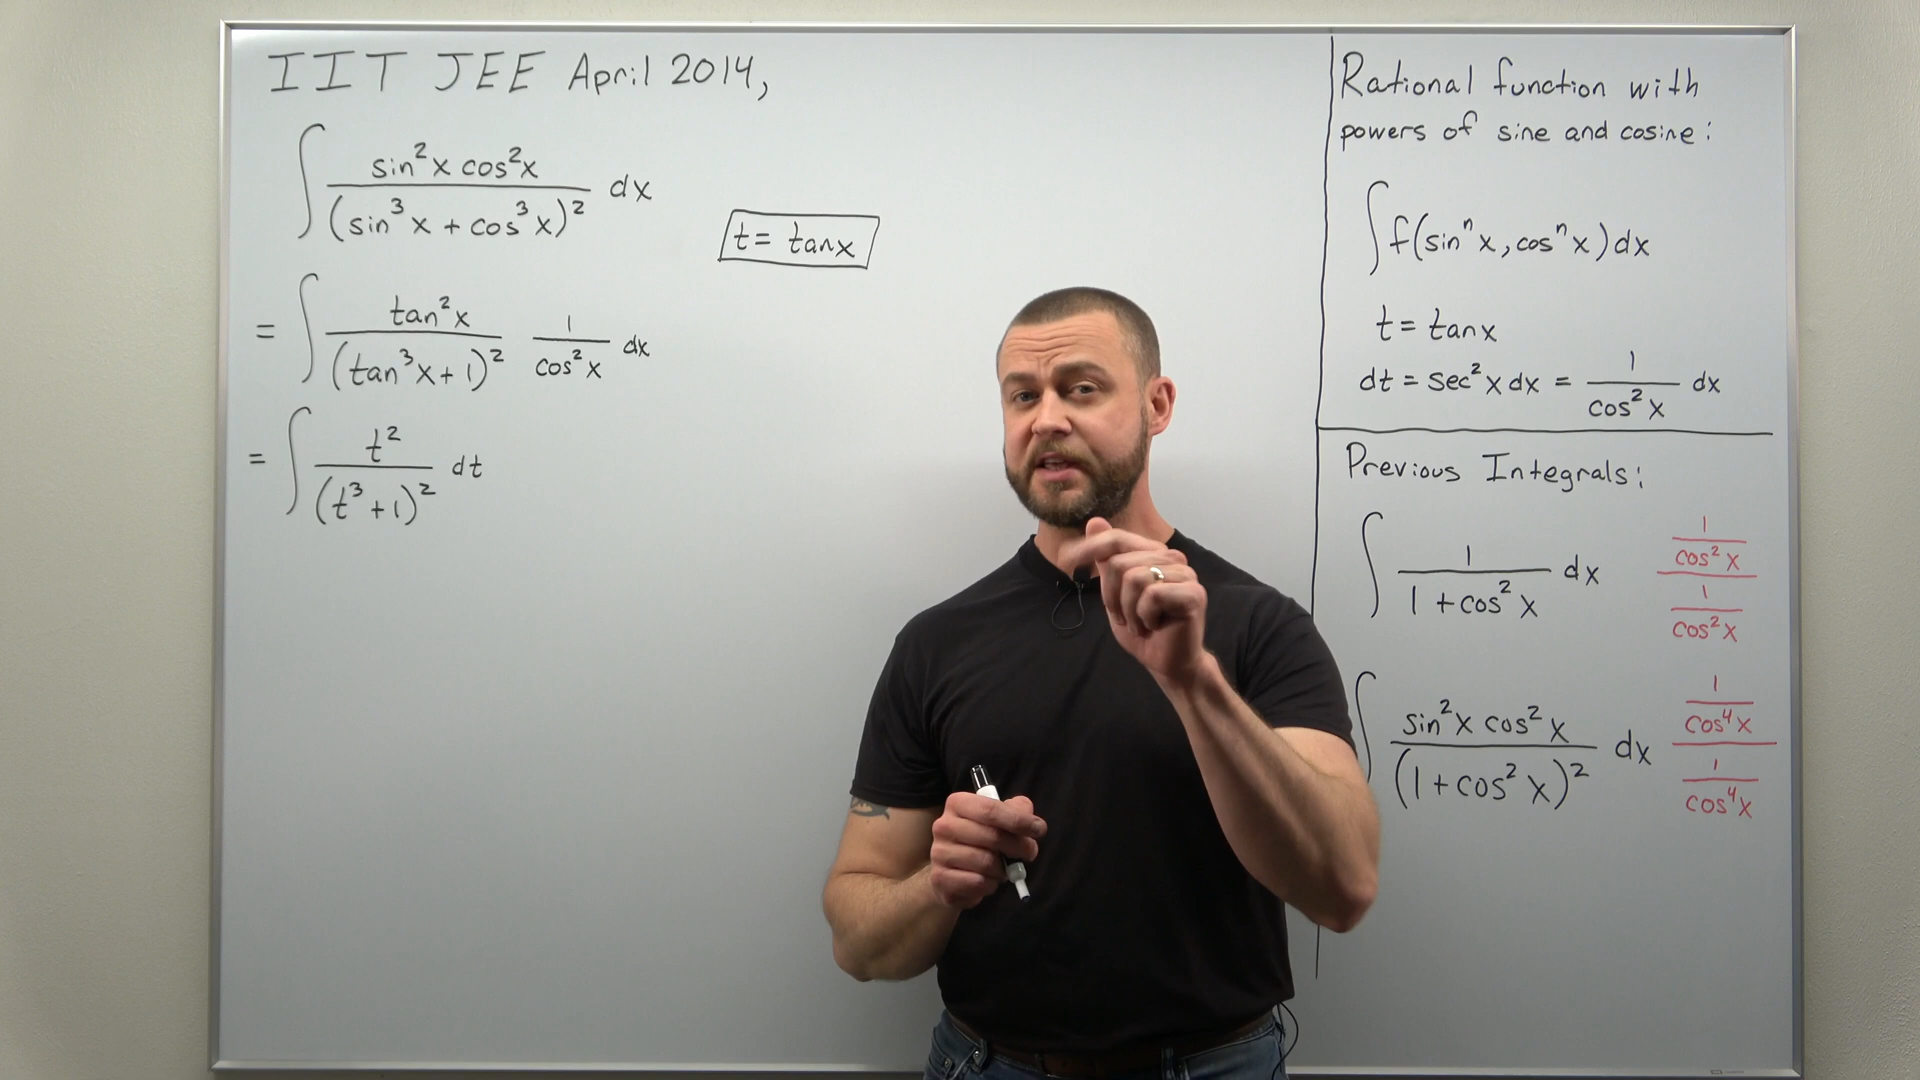 IIT JEE April 2014,
∫ sin²x cos²x / (sin³x + cos³x)² dx
t = tanx
= ∫ tan²x / (tan³x + 1)² 1/cos²x dx
= ∫ t² / (t³ + 1)² dt
Rational function with
powers of sine and cosine:
∫ f(sinⁿx, cosⁿx) dx
t = tanx
dt = sec²x dx = 1/cos²x dx
Previous Integrals:
∫ 1 / (1 + cos²x) dx (1/cos²x) / (1/cos²x)
∫ sin²x cos²x / (1 + cos²x)² dx (1/cos⁴x) / (1/cos⁴x)